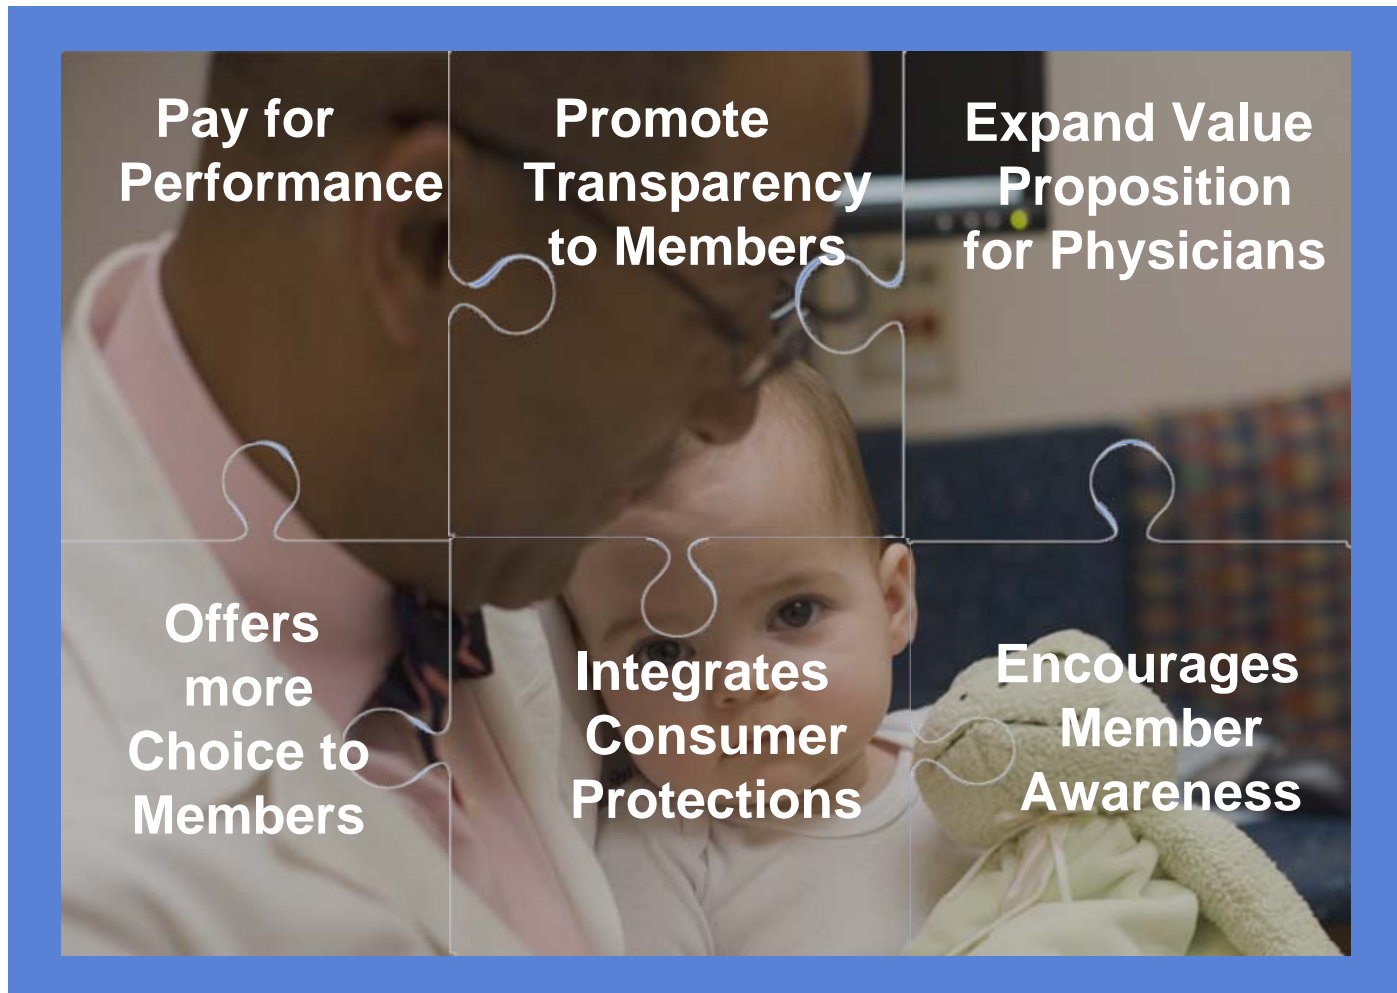 Pay for
Performance
Promote
Transparency
to Members
Expand Value
Proposition
for Physicians
Offers
more
Choice to
Members
Integrates
Consumer
Protections
Encourages
Member
Awareness